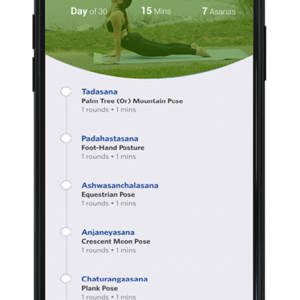 Day of 30
15 Mins
7 Asanas
Tadasana
Palm Tree (Or) Mountain Pose
1 rounds • 1 mins
Padahastasana
Foot-Hand Posture
1 rounds • 1 mins
Ashwasanchalasana
Equestrian Pose
1 rounds • 1 mins
Anjaneyasana
Crescent Moon Pose
1 rounds • 1 mins
Chaturangaasana
Plank Pose
1 rounds • 1 mins